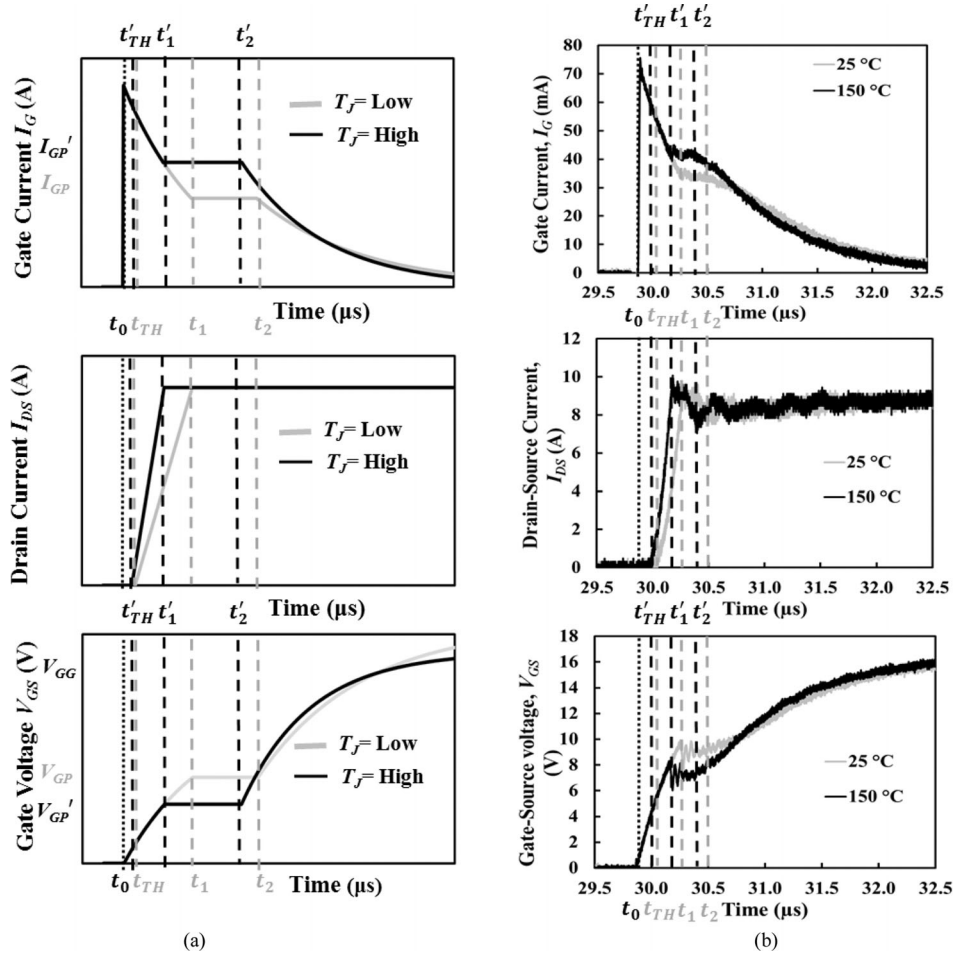 t′TH t′1 t′2
Gate Current IG (A)
IGP′
IGP
TJ= Low
TJ= High
Time (μs)
t0 tTH t1 t2
Drain Current IDS (A)
TJ= Low
TJ= High
t′TH t′1 t′2 Time (μs)
Gate Voltage VGS (V)
VGG
VGP
VGP′
TJ= Low
TJ= High
t0 tTH t1 t2 Time (μs)
(a)
t′TH t′1 t′2
Gate Current, IG (mA)
80
70
60
50
40
30
20
10
0
25 °C
150 °C
29.5 30.0 30.5 31.0 31.5 32.0 32.5
t0 tTH t1 t2 Time (μs)
Drain-Source Current,
IDS (A)
12
10
8
6
4
2
0
25 °C
150 °C
29.5 30.0 30.5 31.0 31.5 32.0 32.5
t′TH t′1 t′2 Time (μs)
Gate-Source voltage, VGS
(V)
18
16
14
12
10
8
6
4
2
0
25 °C
150 °C
29.5 30.0 30.5 31.0 31.5 32.0 32.5
t0 tTH t1 t2 Time (μs)
(b)